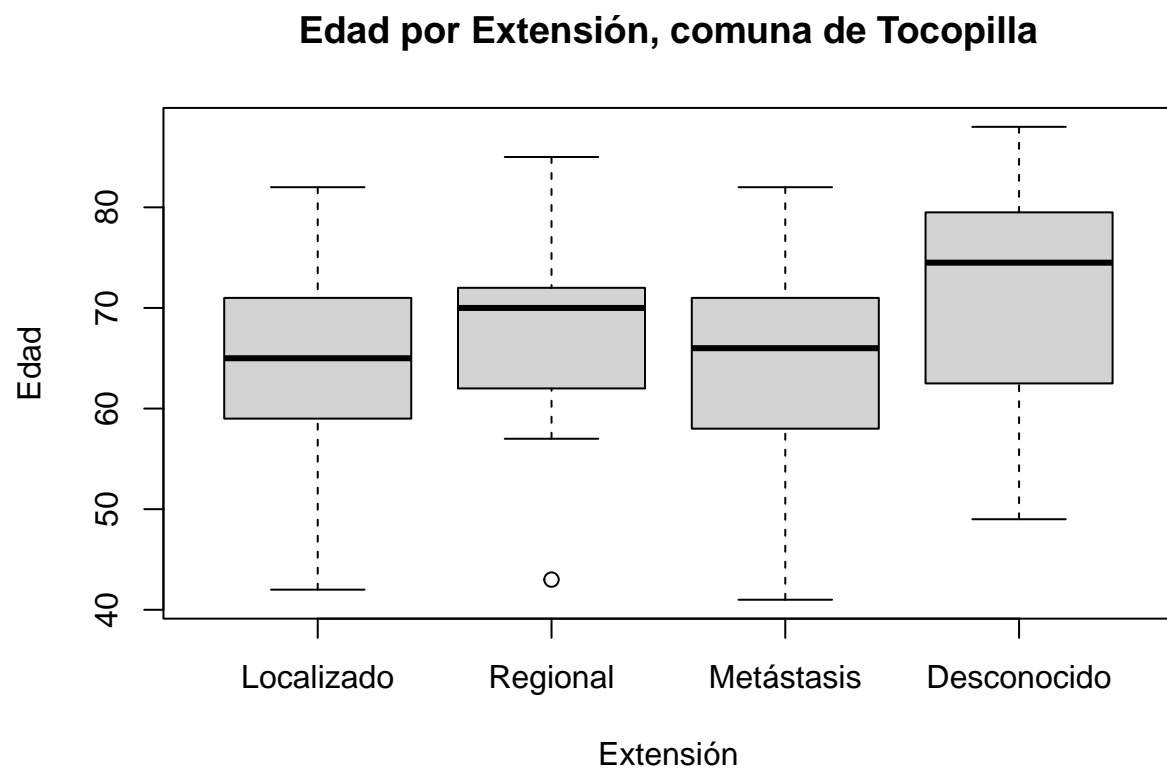 Edad por Extensión, comuna de Tocopilla
Edad
80
70
60
50
40
Localizado Regional Metástasis Desconocido
Extensión